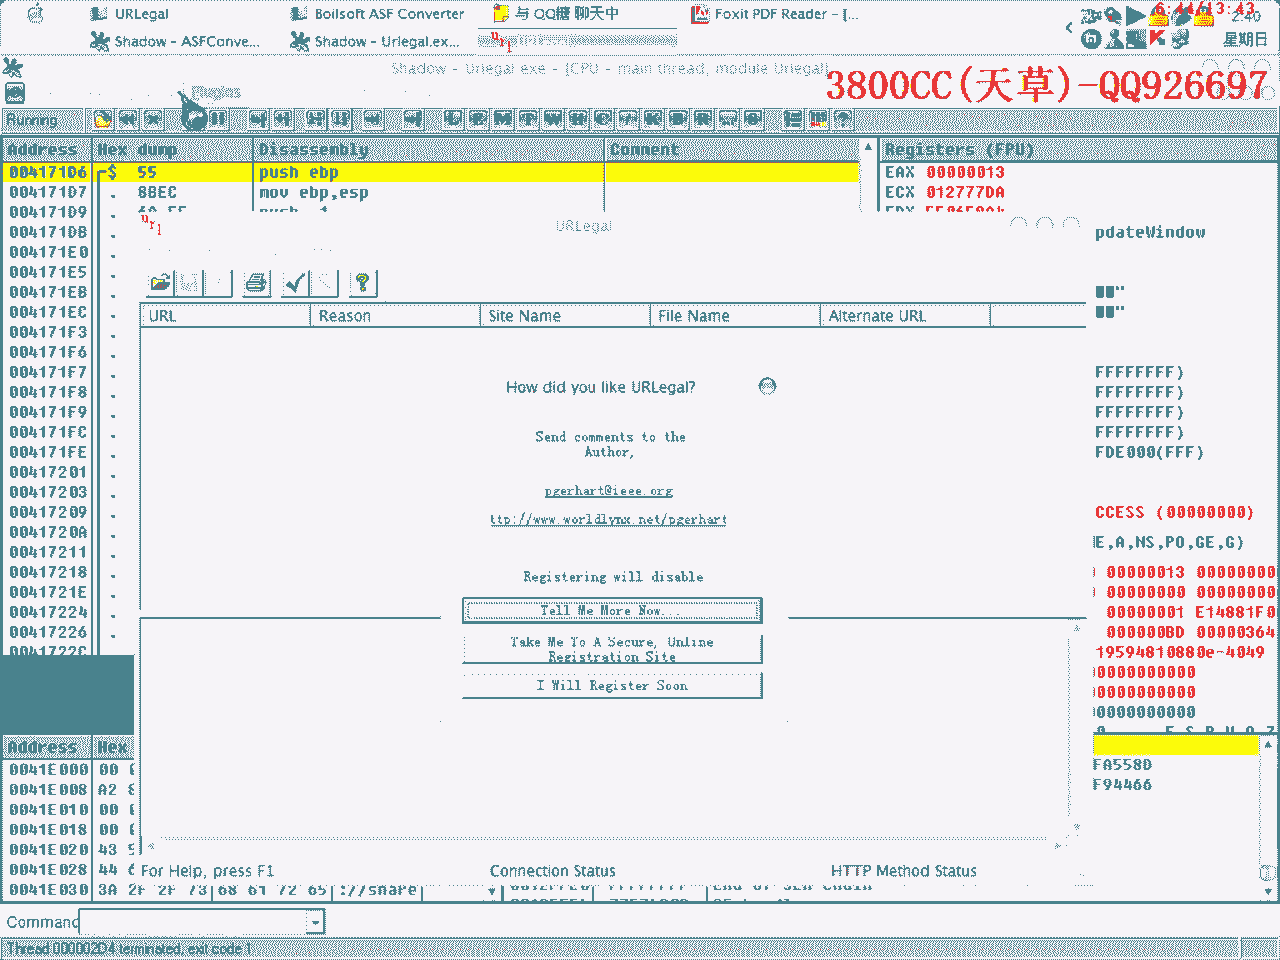 URLegal
Boilsoft ASF Converter
与 QQ糖 聊天中
Foxit PDF Reader - [...
6:44/13:43
2:40
Shadow - ASFConve...
Shadow - Urlegal.ex...
url
星期日
Shadow - Urlegal.exe - [CPU - main thread, module Urlegal]
3800CC(天草)-QQ926697
Plugins
Running
Address Hex dump Disassembly Comment Registers (FPU)
004171D6 $ 55 push ebp EAX 00000013
004171D7 . 8BEC mov ebp,esp ECX 012777DA
004171D9 .
004171DB . url URLegal pdateWindow
004171E0 .
004171E5 .
004171EB .
004171EC .
URL Reason Site Name File Name Alternate URL
004171F3 .
004171F6 .
004171F7 . FFFFFFFF)
004171F8 . How did you like URLegal? FFFFFFFF)
004171F9 . FFFFFFFF)
004171FC . Send comments to the FFFFFFFF)
Author,
004171FE . FDE000(FFF)
00417201 .
00417203 . pgerhart@ieee.org
00417209 . CCESS (00000000)
ttp://www.worldlynx.net/pgerhart
0041720A .
00417211 . E,A,NS,PO,GE,G)
00417218 . Registering will disable 00000013 00000000
0041721E . 00000000 00000000
00417224 . Tell Me More Now... 00000001 E14881F0
00417226 . 000000BD 00000364
0041722C Take Me To A Secure, Online
Registration Site
19594810880e-4049
0000000000
I Will Register Soon
0000000000
0000000000
Address Hex
0041E000 00
FA558D
0041E008 A2
F94466
0041E010 00
0041E018 00
0041E020 43
0041E028 44
For Help, press F1 Connection Status HTTP Method Status
0041E030 3A 2F 2F 73 68 61 72 65 ://share
Command
Thread 000002D4 terminated, exit code 1